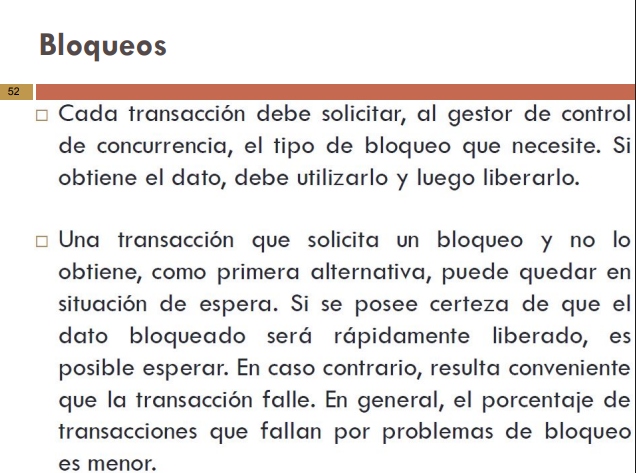 Bloqueos
52
Cada transacción debe solicitar, al gestor de control
de concurrencia, el tipo de bloqueo que necesite. Si
obtiene el dato, debe utilizarlo y luego liberarlo.
Una transacción que solicita un bloqueo y no lo
obtiene, como primera alternativa, puede quedar en
situación de espera. Si se posee certeza de que el
dato bloqueado será rápidamente liberado, es
posible esperar. En caso contrario, resulta conveniente
que la transacción falle. En general, el porcentaje de
transacciones que fallan por problemas de bloqueo
es menor.